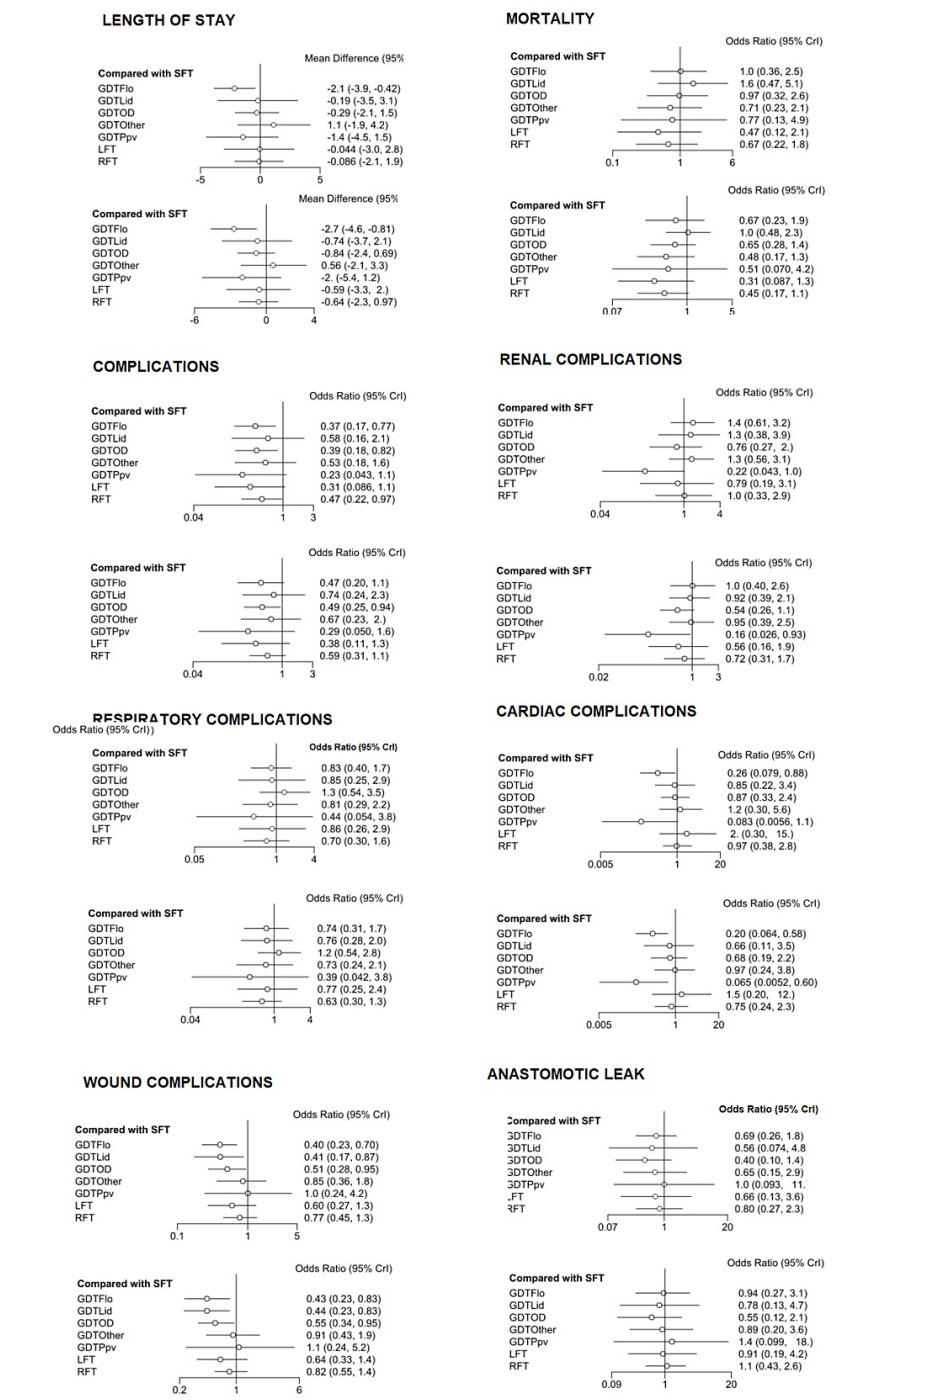 LENGTH OF STAY
Mean Difference (95%
Compared with SFT
GDTFlo -2.1 (-3.9, -0.42)
GDTLid -0.19 (-3.5, 3.1)
GDTOD -0.29 (-2.1, 1.5)
GDTOther 1.1 (-1.9, 4.2)
GDTPpv -1.4 (-4.5, 1.5)
LFT -0.044 (-3.0, 2.8)
RFT -0.086 (-2.1, 1.9)
-5 0 5
Mean Difference (95%
Compared with SFT
GDTFlo -2.7 (-4.6, -0.81)
GDTLid -0.74 (-3.7, 2.1)
GDTOD -0.84 (-2.4, 0.69)
GDTOther 0.56 (-2.1, 3.3)
GDTPpv -2. (-5.4, 1.2)
LFT -0.59 (-3.3, 2.)
RFT -0.64 (-2.3, 0.97)
-6 0 4
MORTALITY
Odds Ratio (95% CrI)
Compared with SFT
GDTFlo 1.0 (0.36, 2.5)
GDTLid 1.6 (0.47, 5.1)
GDTOD 0.97 (0.32, 2.6)
GDTOther 0.71 (0.23, 2.1)
GDTPpv 0.77 (0.13, 4.9)
LFT 0.47 (0.12, 2.1)
RFT 0.67 (0.22, 1.8)
0.1 1 6
Odds Ratio (95% CrI)
Compared with SFT
GDTFlo 0.67 (0.23, 1.9)
GDTLid 1.0 (0.48, 2.3)
GDTOD 0.65 (0.28, 1.4)
GDTOther 0.48 (0.17, 1.3)
GDTPpv 0.51 (0.070, 4.2)
LFT 0.31 (0.087, 1.3)
RFT 0.45 (0.17, 1.1)
0.07 1 5
COMPLICATIONS
Odds Ratio (95% CrI)
Compared with SFT
GDTFlo 0.37 (0.17, 0.77)
GDTLid 0.58 (0.16, 2.1)
GDTOD 0.39 (0.18, 0.82)
GDTOther 0.53 (0.18, 1.6)
GDTPpv 0.23 (0.043, 1.1)
LFT 0.31 (0.086, 1.1)
RFT 0.47 (0.22, 0.97)
0.04 1 3
Odds Ratio (95% CrI)
Compared with SFT
GDTFlo 0.47 (0.20, 1.1)
GDTLid 0.74 (0.24, 2.3)
GDTOD 0.49 (0.25, 0.94)
GDTOther 0.67 (0.23, 2.)
GDTPpv 0.29 (0.050, 1.6)
LFT 0.38 (0.11, 1.3)
RFT 0.59 (0.31, 1.1)
0.04 1 3
RENAL COMPLICATIONS
Odds Ratio (95% CrI)
Compared with SFT
GDTFlo 1.4 (0.61, 3.2)
GDTLid 1.3 (0.38, 3.9)
GDTOD 0.76 (0.27, 2.)
GDTOther 1.3 (0.56, 3.1)
GDTPpv 0.22 (0.043, 1.0)
LFT 0.79 (0.19, 3.1)
RFT 1.0 (0.33, 2.9)
0.04 1 4
Odds Ratio (95% CrI)
Compared with SFT
GDTFlo 1.0 (0.40, 2.6)
GDTLid 0.92 (0.39, 2.1)
GDTOD 0.54 (0.26, 1.1)
GDTOther 0.95 (0.39, 2.5)
GDTPpv 0.16 (0.026, 0.93)
LFT 0.56 (0.16, 1.9)
RFT 0.72 (0.31, 1.7)
0.02 1 3
RESPIRATORY COMPLICATIONS
Odds Ratio (95% CrI))
Odds Ratio (95% CrI)
Compared with SFT
GDTFlo 0.83 (0.40, 1.7)
GDTLid 0.85 (0.25, 2.9)
GDTOD 1.3 (0.54, 3.5)
GDTOther 0.81 (0.29, 2.2)
GDTPpv 0.44 (0.054, 3.8)
LFT 0.86 (0.26, 2.9)
RFT 0.70 (0.30, 1.6)
0.05 1 4
Odds Ratio (95% CrI)
Compared with SFT
GDTFlo 0.74 (0.31, 1.7)
GDTLid 0.76 (0.28, 2.0)
GDTOD 1.2 (0.54, 2.8)
GDTOther 0.73 (0.24, 2.1)
GDTPpv 0.39 (0.042, 3.8)
LFT 0.77 (0.25, 2.4)
RFT 0.63 (0.30, 1.3)
0.04 1 4
CARDIAC COMPLICATIONS
Odds Ratio (95% CrI)
Compared with SFT
GDTFlo 0.26 (0.079, 0.88)
GDTLid 0.85 (0.22, 3.4)
GDTOD 0.87 (0.33, 2.4)
GDTOther 1.2 (0.30, 5.6)
GDTPpv 0.083 (0.0056, 1.1)
LFT 2. (0.30, 15.)
RFT 0.97 (0.38, 2.8)
0.005 1 20
Odds Ratio (95% CrI)
Compared with SFT
GDTFlo 0.20 (0.064, 0.58)
GDTLid 0.66 (0.11, 3.5)
GDTOD 0.68 (0.19, 2.2)
GDTOther 0.97 (0.24, 3.8)
GDTPpv 0.065 (0.0052, 0.60)
LFT 1.5 (0.20, 12.)
RFT 0.75 (0.24, 2.3)
0.005 1 20
WOUND COMPLICATIONS
Odds Ratio (95% CrI)
Compared with SFT
GDTFlo 0.40 (0.23, 0.70)
GDTLid 0.41 (0.17, 0.87)
GDTOD 0.51 (0.28, 0.95)
GDTOther 0.85 (0.36, 1.8)
GDTPpv 1.0 (0.24, 4.2)
LFT 0.60 (0.27, 1.3)
RFT 0.77 (0.45, 1.3)
0.1 1 5
Odds Ratio (95% CrI)
Compared with SFT
GDTFlo 0.43 (0.23, 0.83)
GDTLid 0.44 (0.23, 0.83)
GDTOD 0.55 (0.34, 0.95)
GDTOther 0.91 (0.43, 1.9)
GDTPpv 1.1 (0.24, 5.2)
LFT 0.64 (0.33, 1.4)
RFT 0.82 (0.55, 1.4)
0.2 1 6
ANASTOMOTIC LEAK
Odds Ratio (95% CrI)
Compared with SFT
GDTFlo 0.69 (0.26, 1.8)
GDTLid 0.56 (0.074, 4.8
GDTOD 0.40 (0.10, 1.4)
GDTOther 0.65 (0.15, 2.9)
GDTPpv 1.0 (0.093, 11.
LFT 0.66 (0.13, 3.6)
RFT 0.80 (0.27, 2.3)
0.07 1 20
Odds Ratio (95% CrI)
Compared with SFT
GDTFlo 0.94 (0.27, 3.1)
GDTLid 0.78 (0.13, 4.7)
GDTOD 0.55 (0.12, 2.1)
GDTOther 0.89 (0.20, 3.6)
GDTPpv 1.4 (0.099, 18.)
LFT 0.91 (0.19, 4.2)
RFT 1.1 (0.43, 2.6)
0.09 1 20